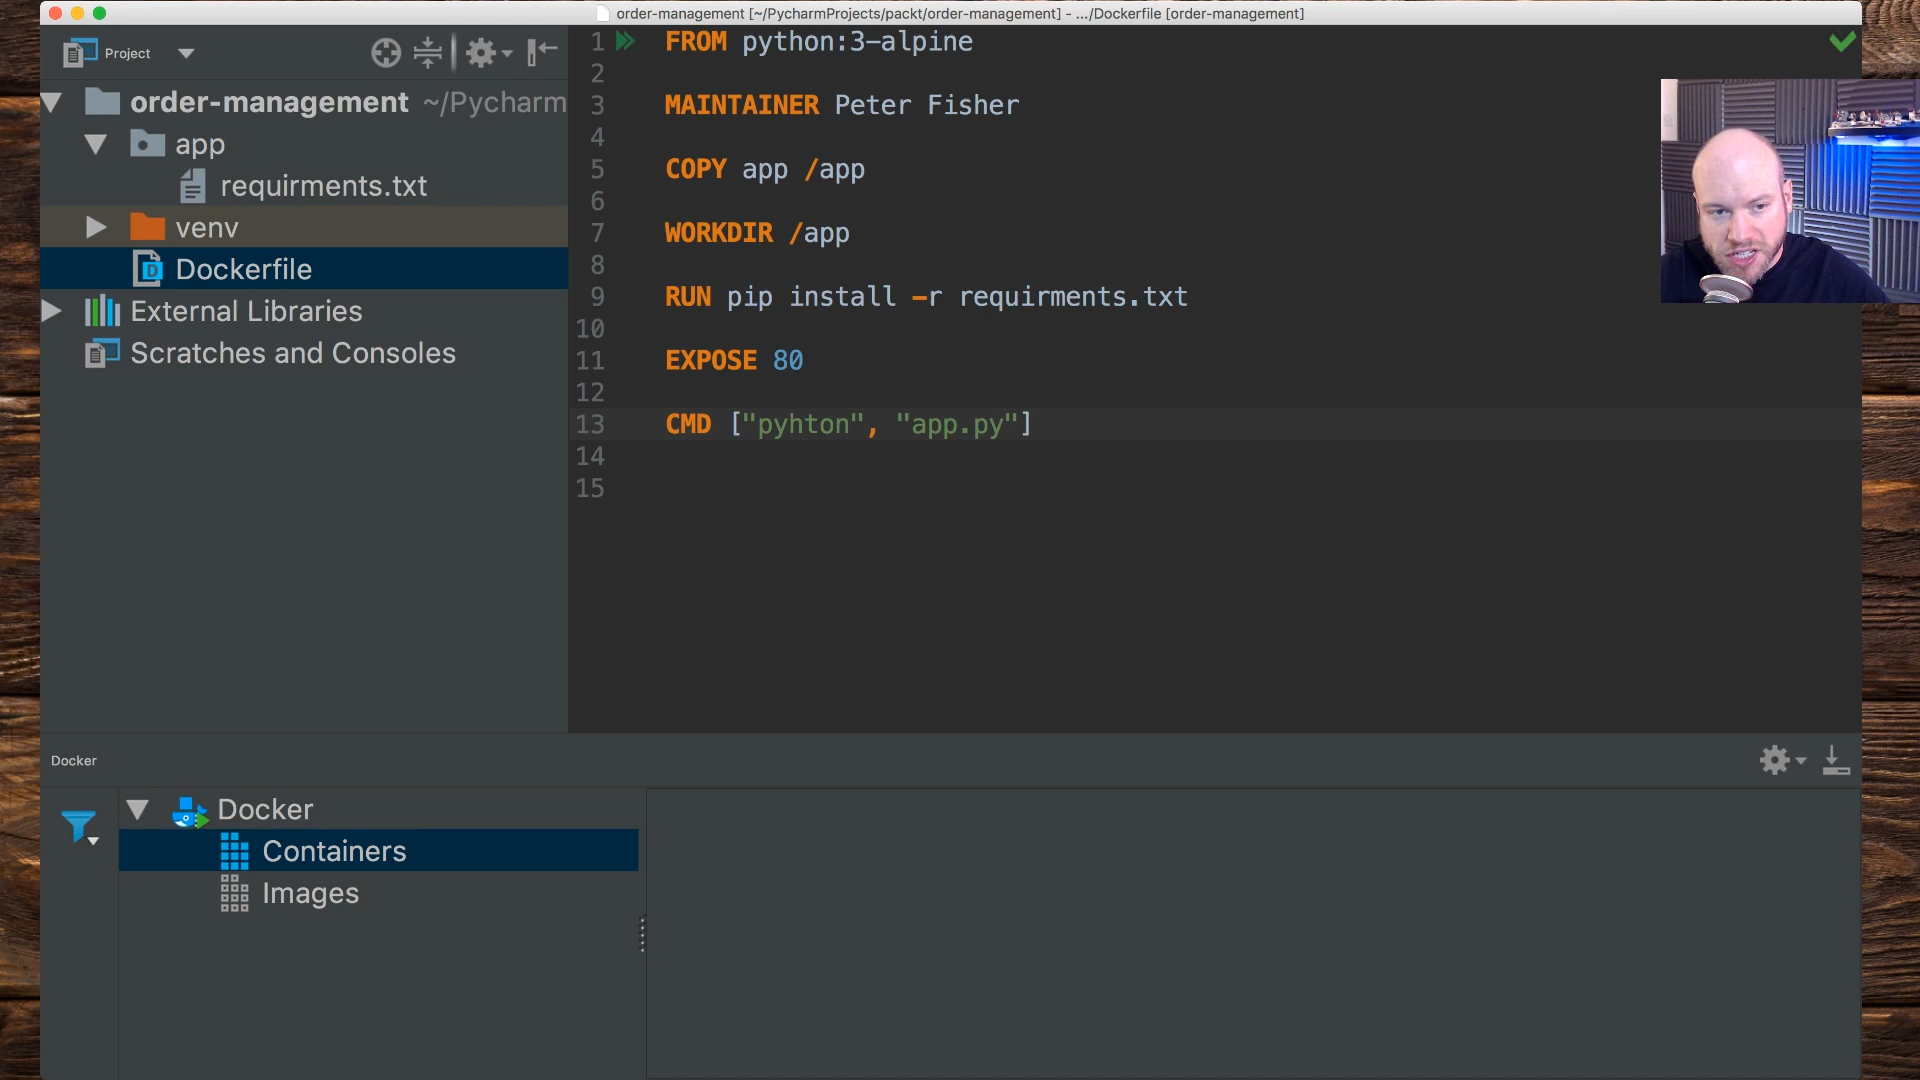 order-management [~/PycharmProjects/packt/order-management] - .../Dockerfile [order-management]
Project
order-management ~/Pycharm
app
requirments.txt
venv
Dockerfile
External Libraries
Scratches and Consoles
1 FROM python:3-alpine
2
3 MAINTAINER Peter Fisher
4
5 COPY app /app
6
7 WORKDIR /app
8
9 RUN pip install -r requirments.txt
10
11 EXPOSE 80
12
13 CMD ["pyhton", "app.py"]
14
15
Docker
Docker
Containers
Images